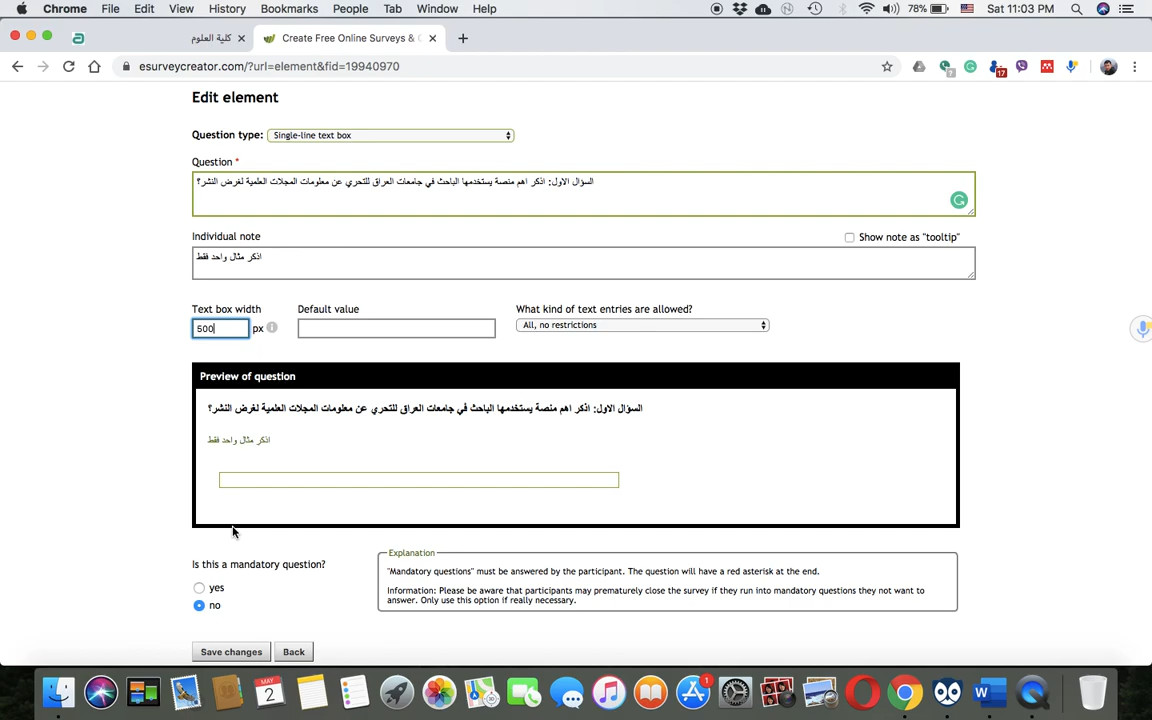 Chrome File Edit View History Bookmarks People Tab Window Help 78% Sat 11:03 PM
كلية العلوم
Create Free Online Surveys &
esurveycreator.com/?url=element&fid=19940970
7
17
Edit element
Question type: Single-line text box
Question *
السؤال الاول: اذكر اهم منصة يستخدمها الباحث في جامعات العراق للتحري عن معلومات المجلات العلمية لغرض النشر؟
Individual note
Show note as "tooltip"
اذكر مثال واحد فقط
Text box width Default value What kind of text entries are allowed?
500 px All, no restrictions
Preview of question
السؤال الاول: اذكر اهم منصة يستخدمها الباحث في جامعات العراق للتحري عن معلومات المجلات العلمية لغرض النشر؟
اذكر مثال واحد فقط
Is this a mandatory question?
yes
no
Explanation
"Mandatory questions" must be answered by the participant. The question will have a red asterisk at the end.
Information: Please be aware that participants may prematurely close the survey if they run into mandatory questions they not want to
answer. Only use this option if really necessary.
Save changes Back
MAY
2
1